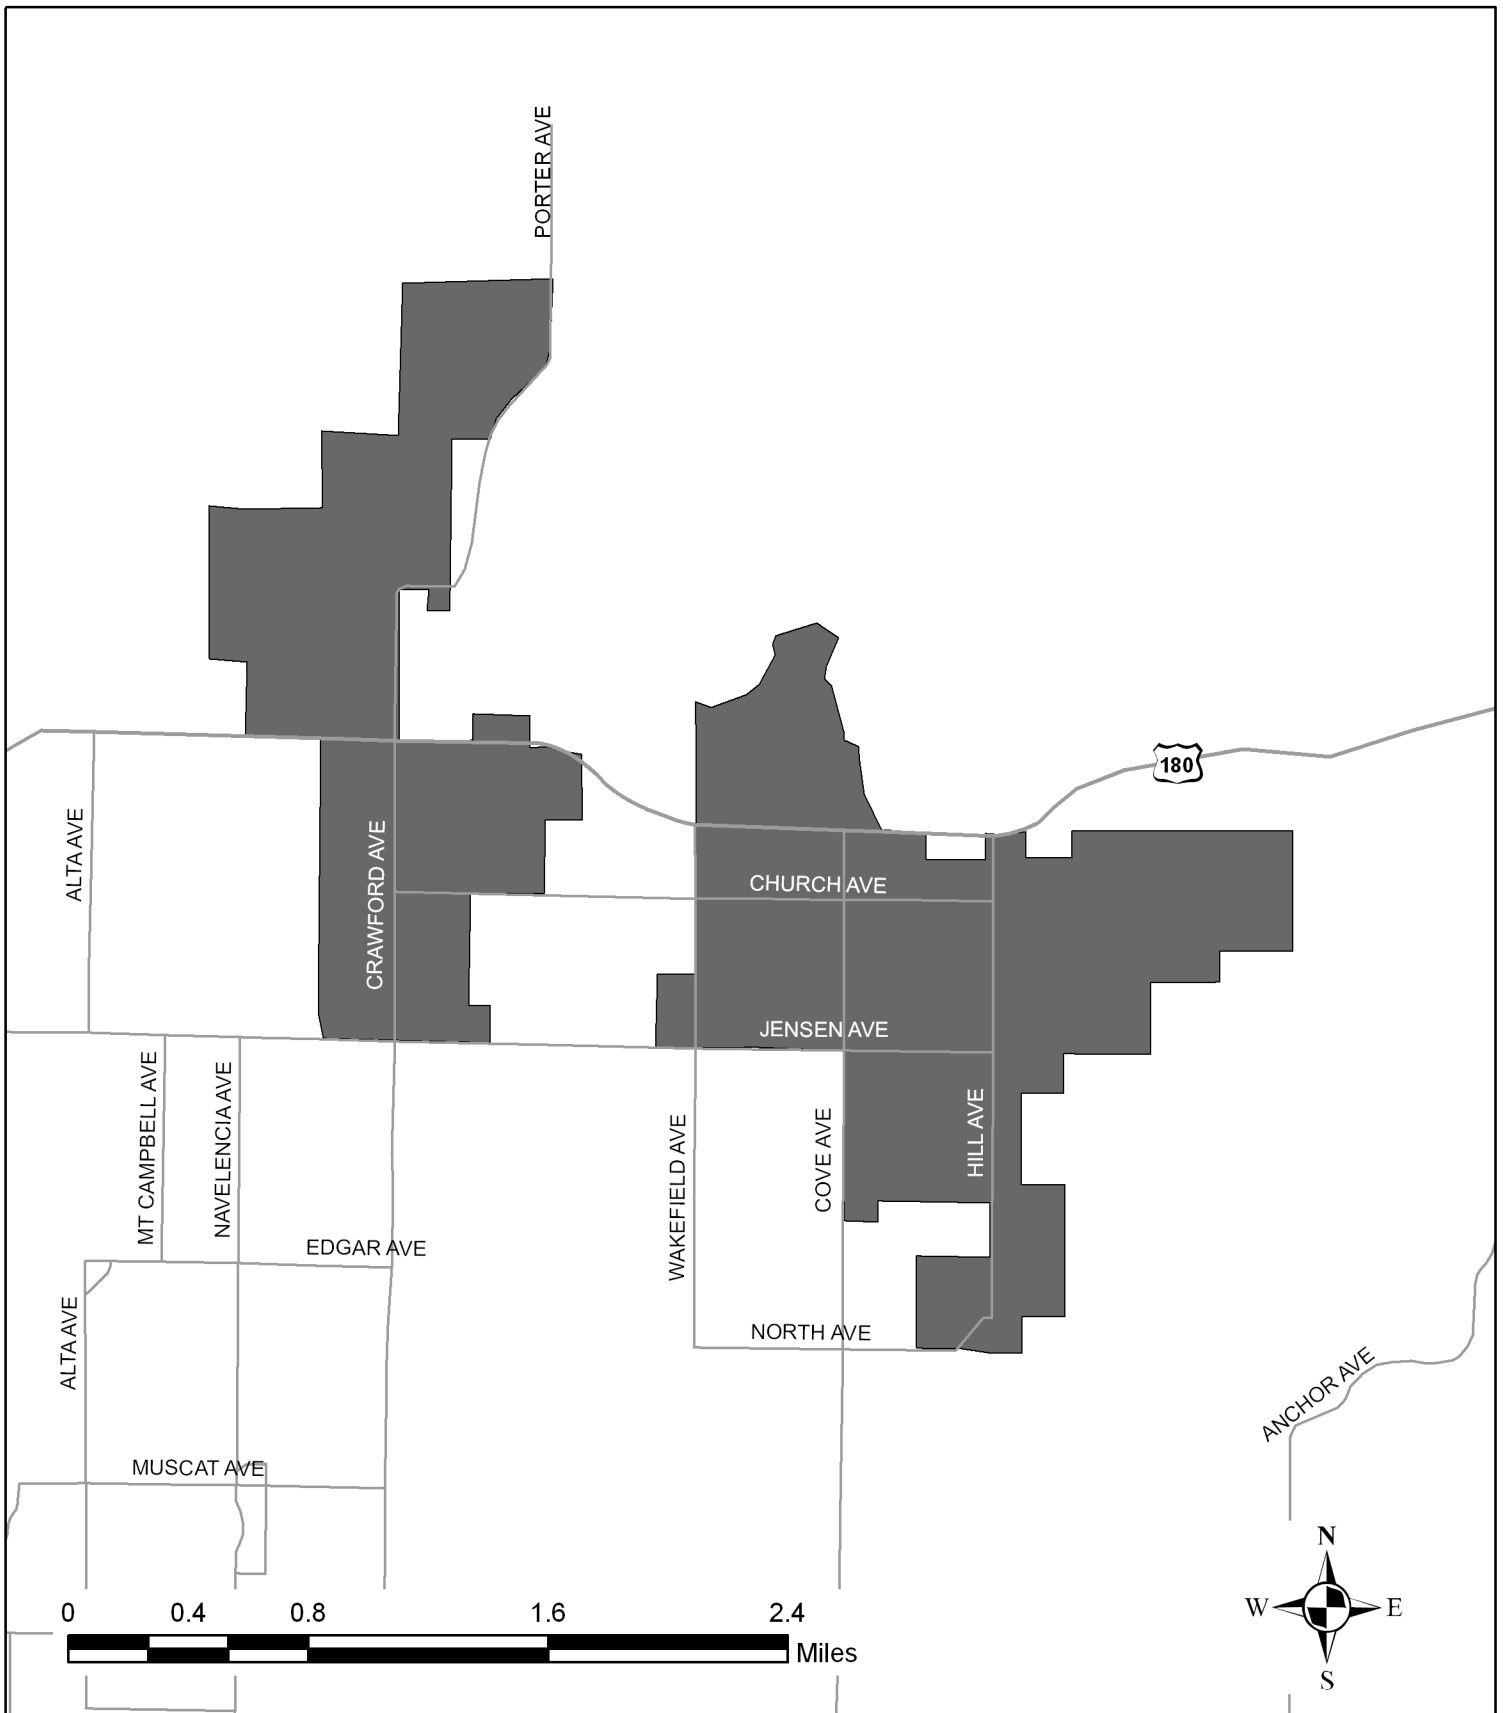 PORTER AVE
180
ALTA AVE
CRAWFORD AVE
CHURCH AVE
JENSEN AVE
MT CAMPBELL AVE
NAVELENCIA AVE
WAKEFIELD AVE
COVE AVE
HILL AVE
EDGAR AVE
NORTH AVE
ALTA AVE
ANCHOR AVE
MUSCAT AVE
N
W
E
S
0 0.4 0.8 1.6 2.4
Miles